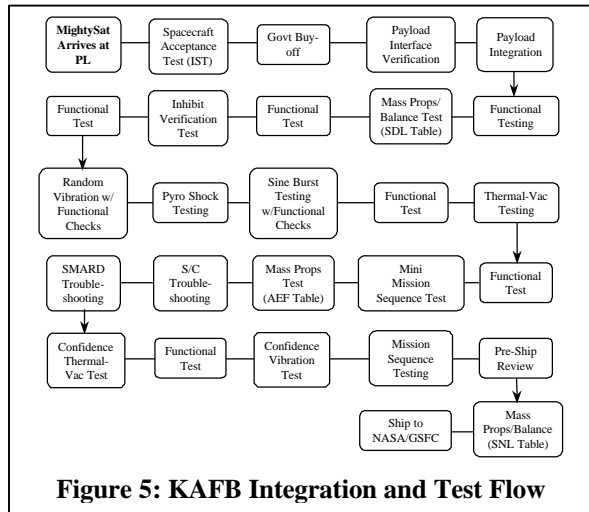 MightySat
Arrives at
PL
Spacecraft
Acceptance
Test (IST)
Govt Buy-
off
Payload
Interface
Verification
Payload
Integration
Functional
Test
Inhibit
Verification
Test
Functional
Test
Mass Props/
Balance Test
(SDL Table)
Functional
Testing
Random
Vibration w/
Functional
Checks
Pyro Shock
Testing
Sine Burst
Testing
w/Functional
Checks
Functional
Test
Thermal-Vac
Testing
SMARD
Trouble-
shooting
S/C
Trouble-
shooting
Mass Props
Test
(AEF Table)
Mini
Mission
Sequence Test
Functional
Test
Confidence
Thermal-
Vac Test
Functional
Test
Confidence
Vibration
Test
Mission
Sequence
Testing
Pre-Ship
Review
Ship to
NASA/GSFC
Mass
Props/Balance
(SNL Table)
Figure 5: KAFB Integration and Test Flow